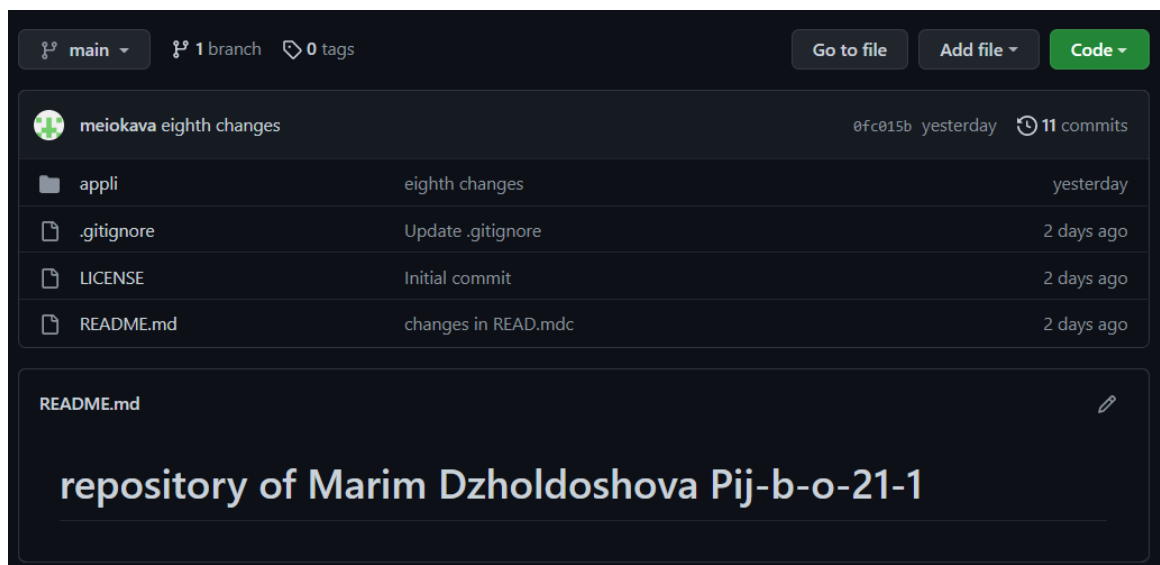 main 1 branch 0 tags Go to file Add file Code
meiokava eighth changes 0fc015b yesterday 11 commits
appli eighth changes yesterday
.gitignore Update .gitignore 2 days ago
LICENSE Initial commit 2 days ago
README.md changes in READ.mdc 2 days ago
README.md
repository of Marim Dzholdoshova Pij-b-o-21-1